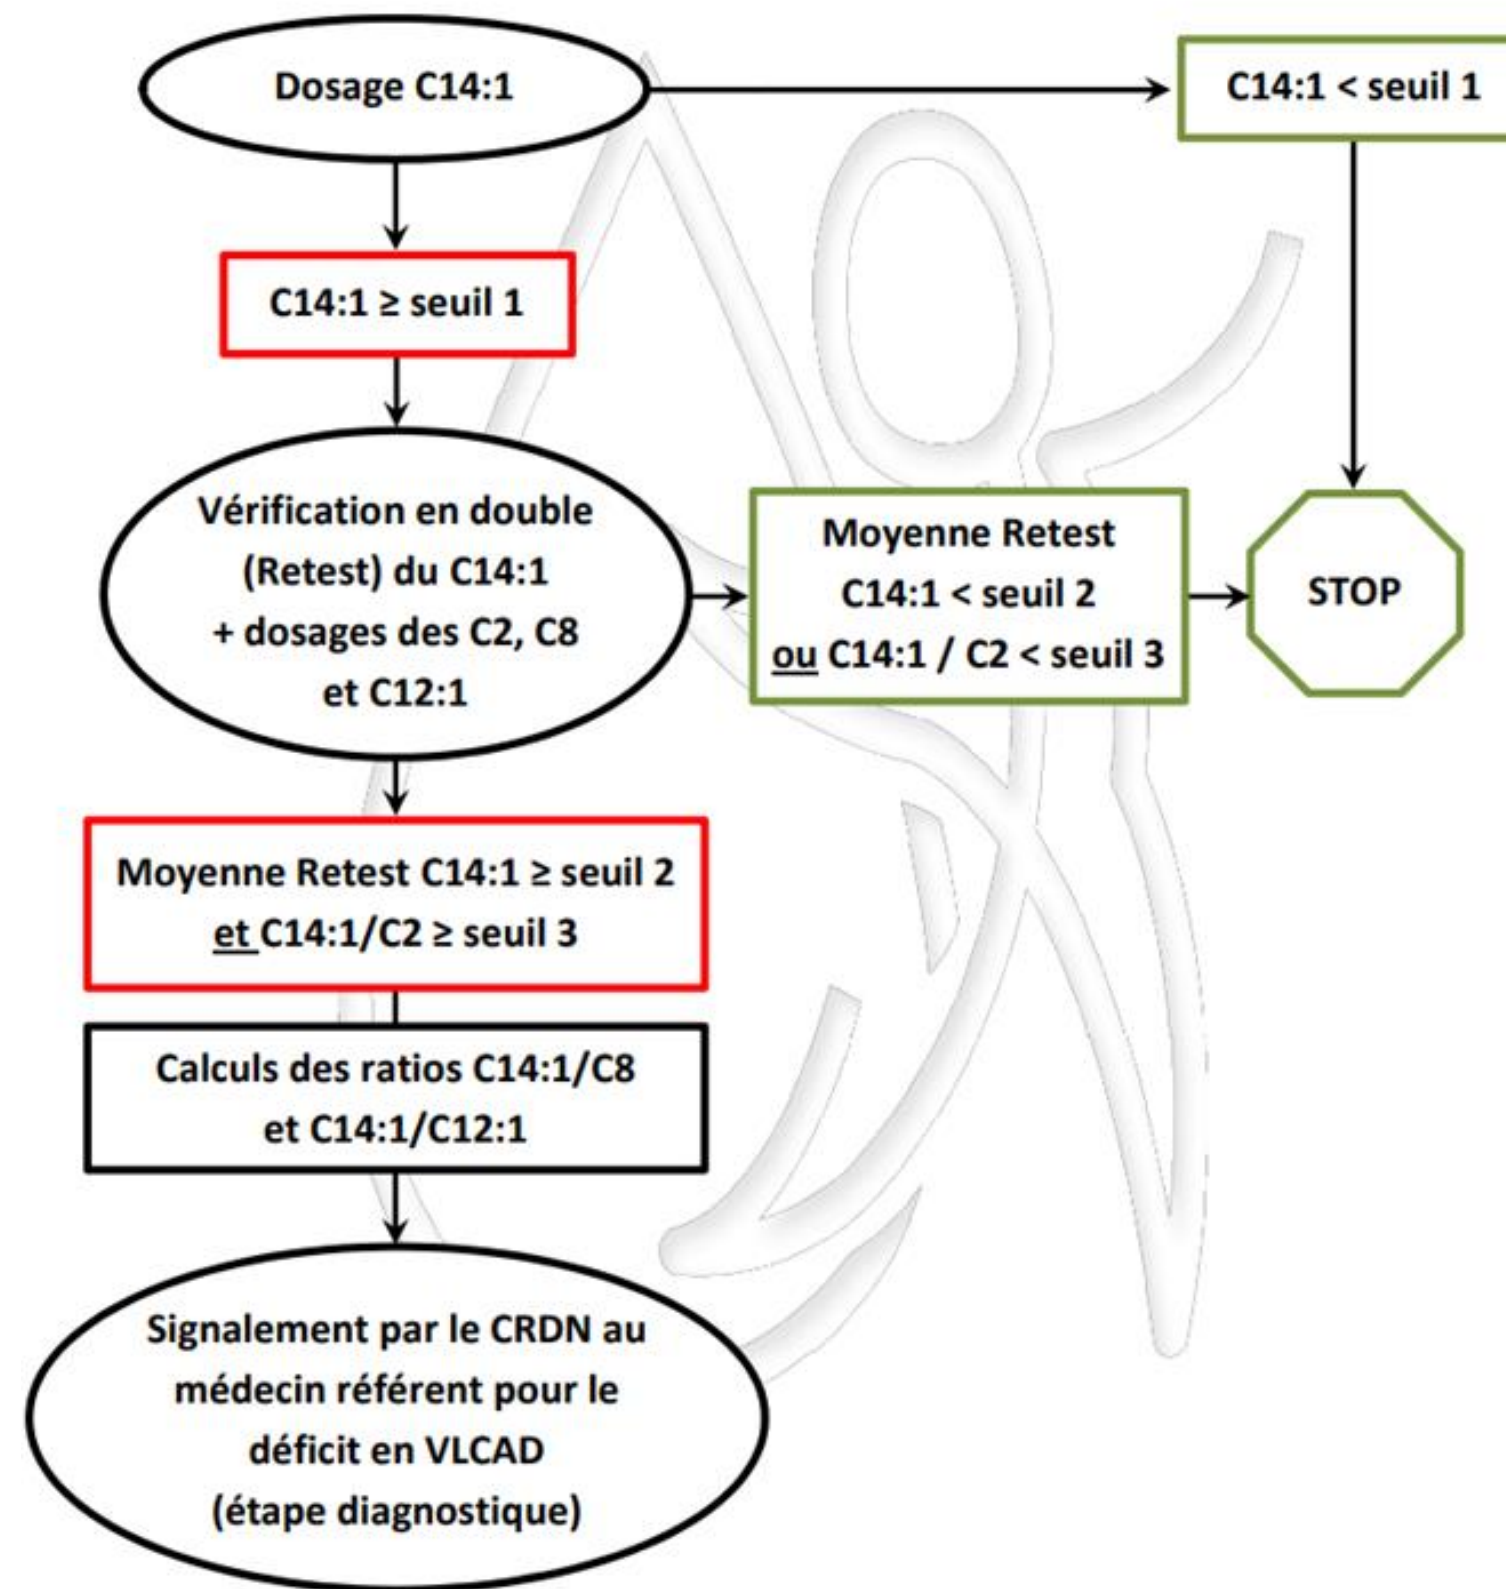 Dosage C14:1
C14:1 < seuil 1
C14:1 ≥ seuil 1
Vérification en double
(Retest) du C14:1
+ dosages des C2, C8
et C12:1
Moyenne Retest
C14:1 < seuil 2
ou C14:1 / C2 < seuil 3
STOP
Moyenne Retest C14:1 ≥ seuil 2
et C14:1/C2 ≥ seuil 3
Calculs des ratios C14:1/C8
et C14:1/C12:1
Signalement par le CRDN au
médecin référent pour le
déficit en VLCAD
(étape diagnostique)